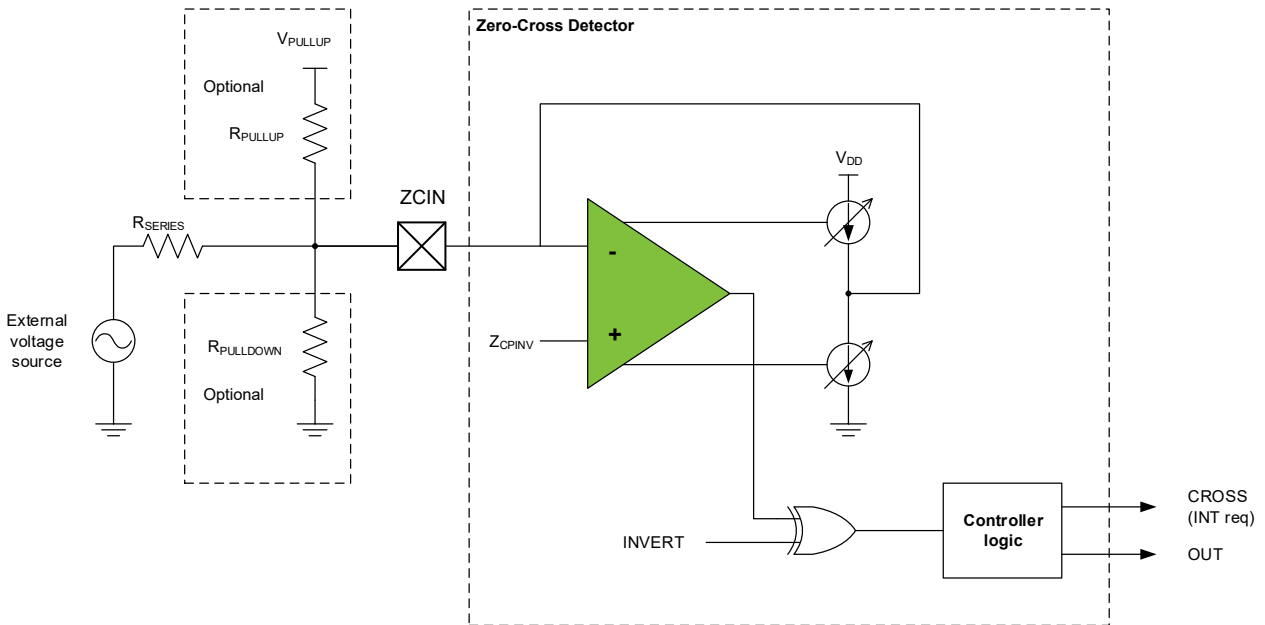 Zero-Cross Detector
VPULLUP
Optional
RPULLUP
VDD
ZCIN
RSERIES
-
External
voltage
source
RPULLDOWN
Optional
+
ZCPINV
INVERT
Controller
logic
CROSS
(INT req)
OUT